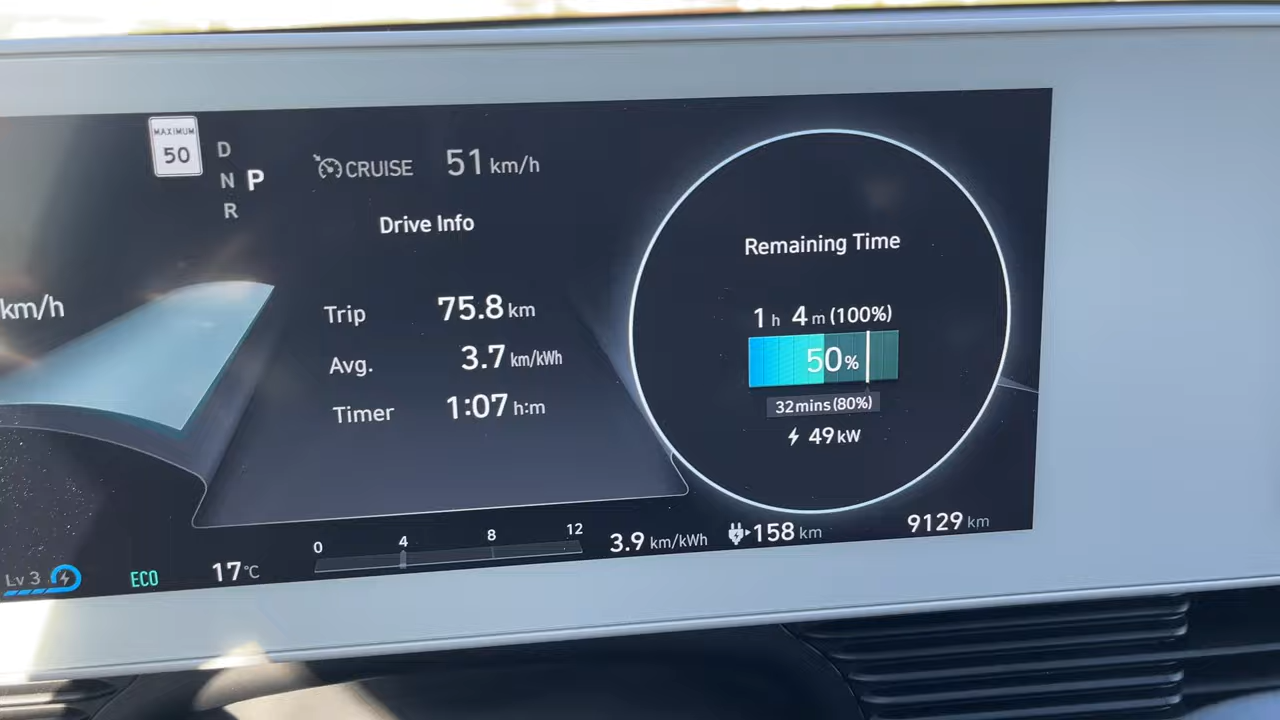 MAXIMUM
50
D
N P
R
CRUISE 51 km/h
Drive Info
km/h
Trip 75.8 km
Avg. 3.7 km/kWh
Timer 1:07 h:m
Remaining Time
1 h 4 m (100%)
50%
32mins (80%)
49 kW
Lv 3
ECO
17°C
0 4 8 12
3.9 km/kWh
158 km
9129 km